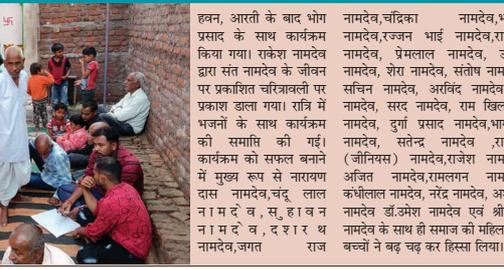 हवन, आरती के बाद भोग
प्रसाद के साथ कार्यक्रम
किया गया। राकेश नामदेव
द्वारा संत नामदेव के जीवन
पर प्रकाशित चरित्रावली पर
प्रकाश डाला गया। रात्रि में
भजनों के साथ कार्यक्रम
की समाप्ति की गई।
कार्यक्रम को सफल बनाने
में मुख्य रूप से नारायण
दास नामदेव,चंदू लाल
नामदेव,सुहावन
नामदेव,दशरथ
नामदेव,जगत राज
नामदेव,चंद्रिका
नामदेव,रज्जन भाई
नामदेव, प्रेमलाल नामदेव,
नामदेव, शेरा नामदेव, संतोष
सचिन नामदेव, अरविंद नामदेव
नामदेव, सरद नामदेव, राम
नामदेव, दुर्गा प्रसाद नामदेव,
नामदेव, सतेन्द्र नामदेव
(जीनियस) नामदेव,राजेश
अजित नामदेव,रामलगन
कंधीलाल नामदेव, नरेंद्र नामदेव,
नामदेव डॉ.उमेश नामदेव एवं
नामदेव के साथ ही समाज की
बच्चों ने बढ़ चढ़ कर हिस्सा लिया।